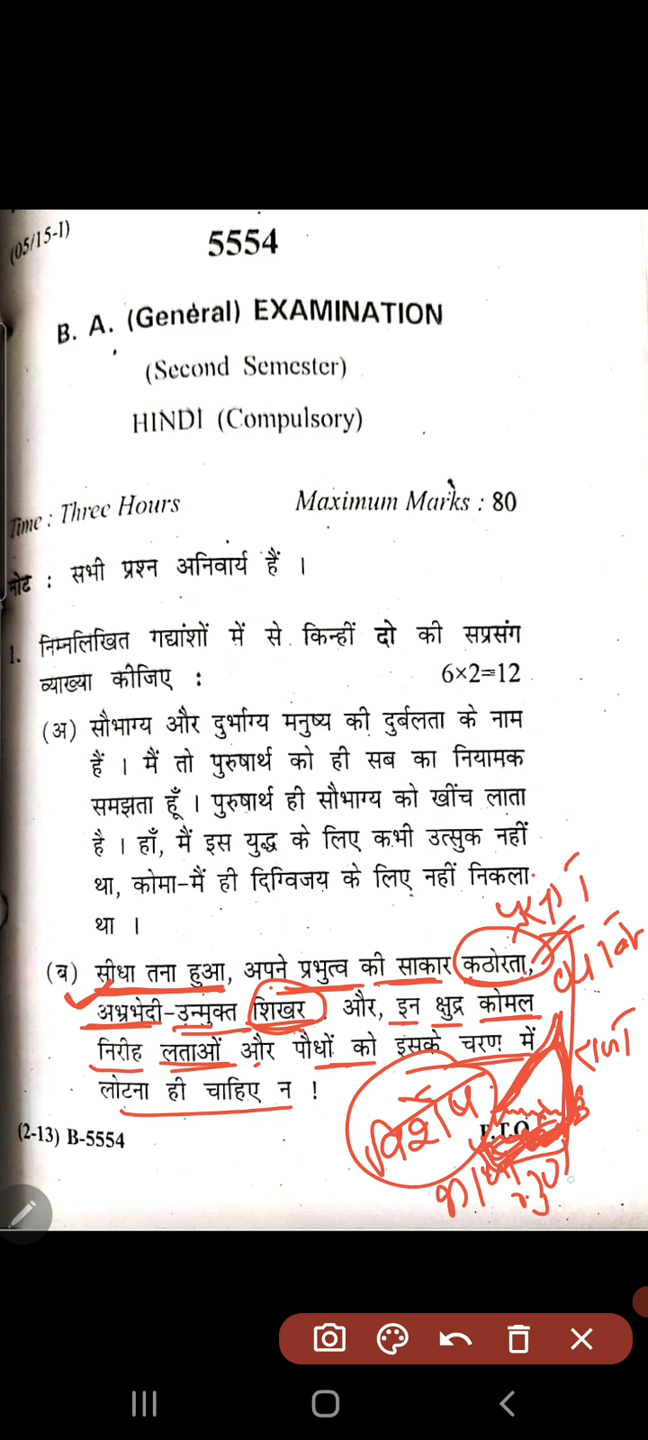 (05/15-I)
5554
B. A. (General) EXAMINATION
(Second Semester)
HINDI (Compulsory)
Time : Three Hours Maximum Marks : 80
नोट : सभी प्रश्न अनिवार्य हैं ।
1. निम्नलिखित गद्यांशों में से किन्हीं दो की सप्रसंग
व्याख्या कीजिए : 6×2=12
(अ) सौभाग्य और दुर्भाग्य मनुष्य की दुर्बलता के नाम
हैं । मैं तो पुरुषार्थ को ही सब का नियामक
समझता हूँ । पुरुषार्थ ही सौभाग्य को खींच लाता
है । हाँ, मैं इस युद्ध के लिए कभी उत्सुक नहीं
था, कोमा-मैं ही दिग्विजय के लिए नहीं निकला
था ।
(ब) सीधा तना हुआ, अपने प्रभुत्व की साकार कठोरता,
अभ्रभेदी-उन्मुक्त शिखर और, इन क्षुद्र कोमल
निरीह लताओं और पौधों को इसके चरण में
लोटना ही चाहिए न !
विशेष
(2-13) B-5554 P.T.O.